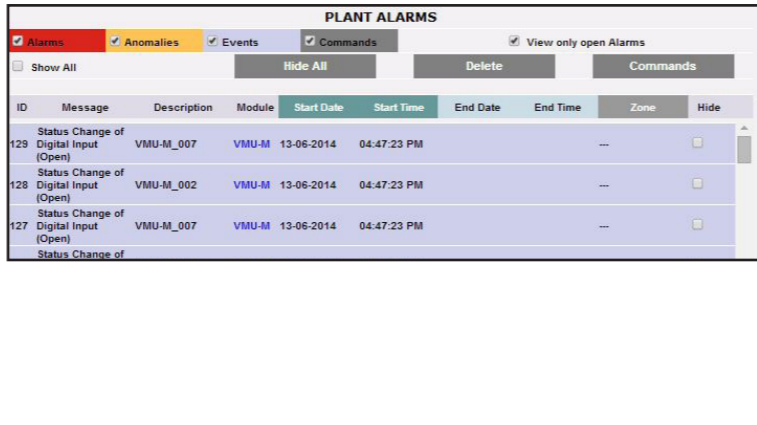 PLANT ALARMS
Alarms Anomalies Events Commands View only open Alarms
Show All Hide All Delete Commands
ID Message Description Module Start Date Start Time End Date End Time Zone Hide
Status Change of
129 Digital Input VMU-M_007 VMU-M 13-06-2014 04:47:23 PM ---
(Open)
Status Change of
128 Digital Input VMU-M_002 VMU-M 13-06-2014 04:47:23 PM ---
(Open)
Status Change of
127 Digital Input VMU-M_007 VMU-M 13-06-2014 04:47:23 PM ---
(Open)
Status Change of